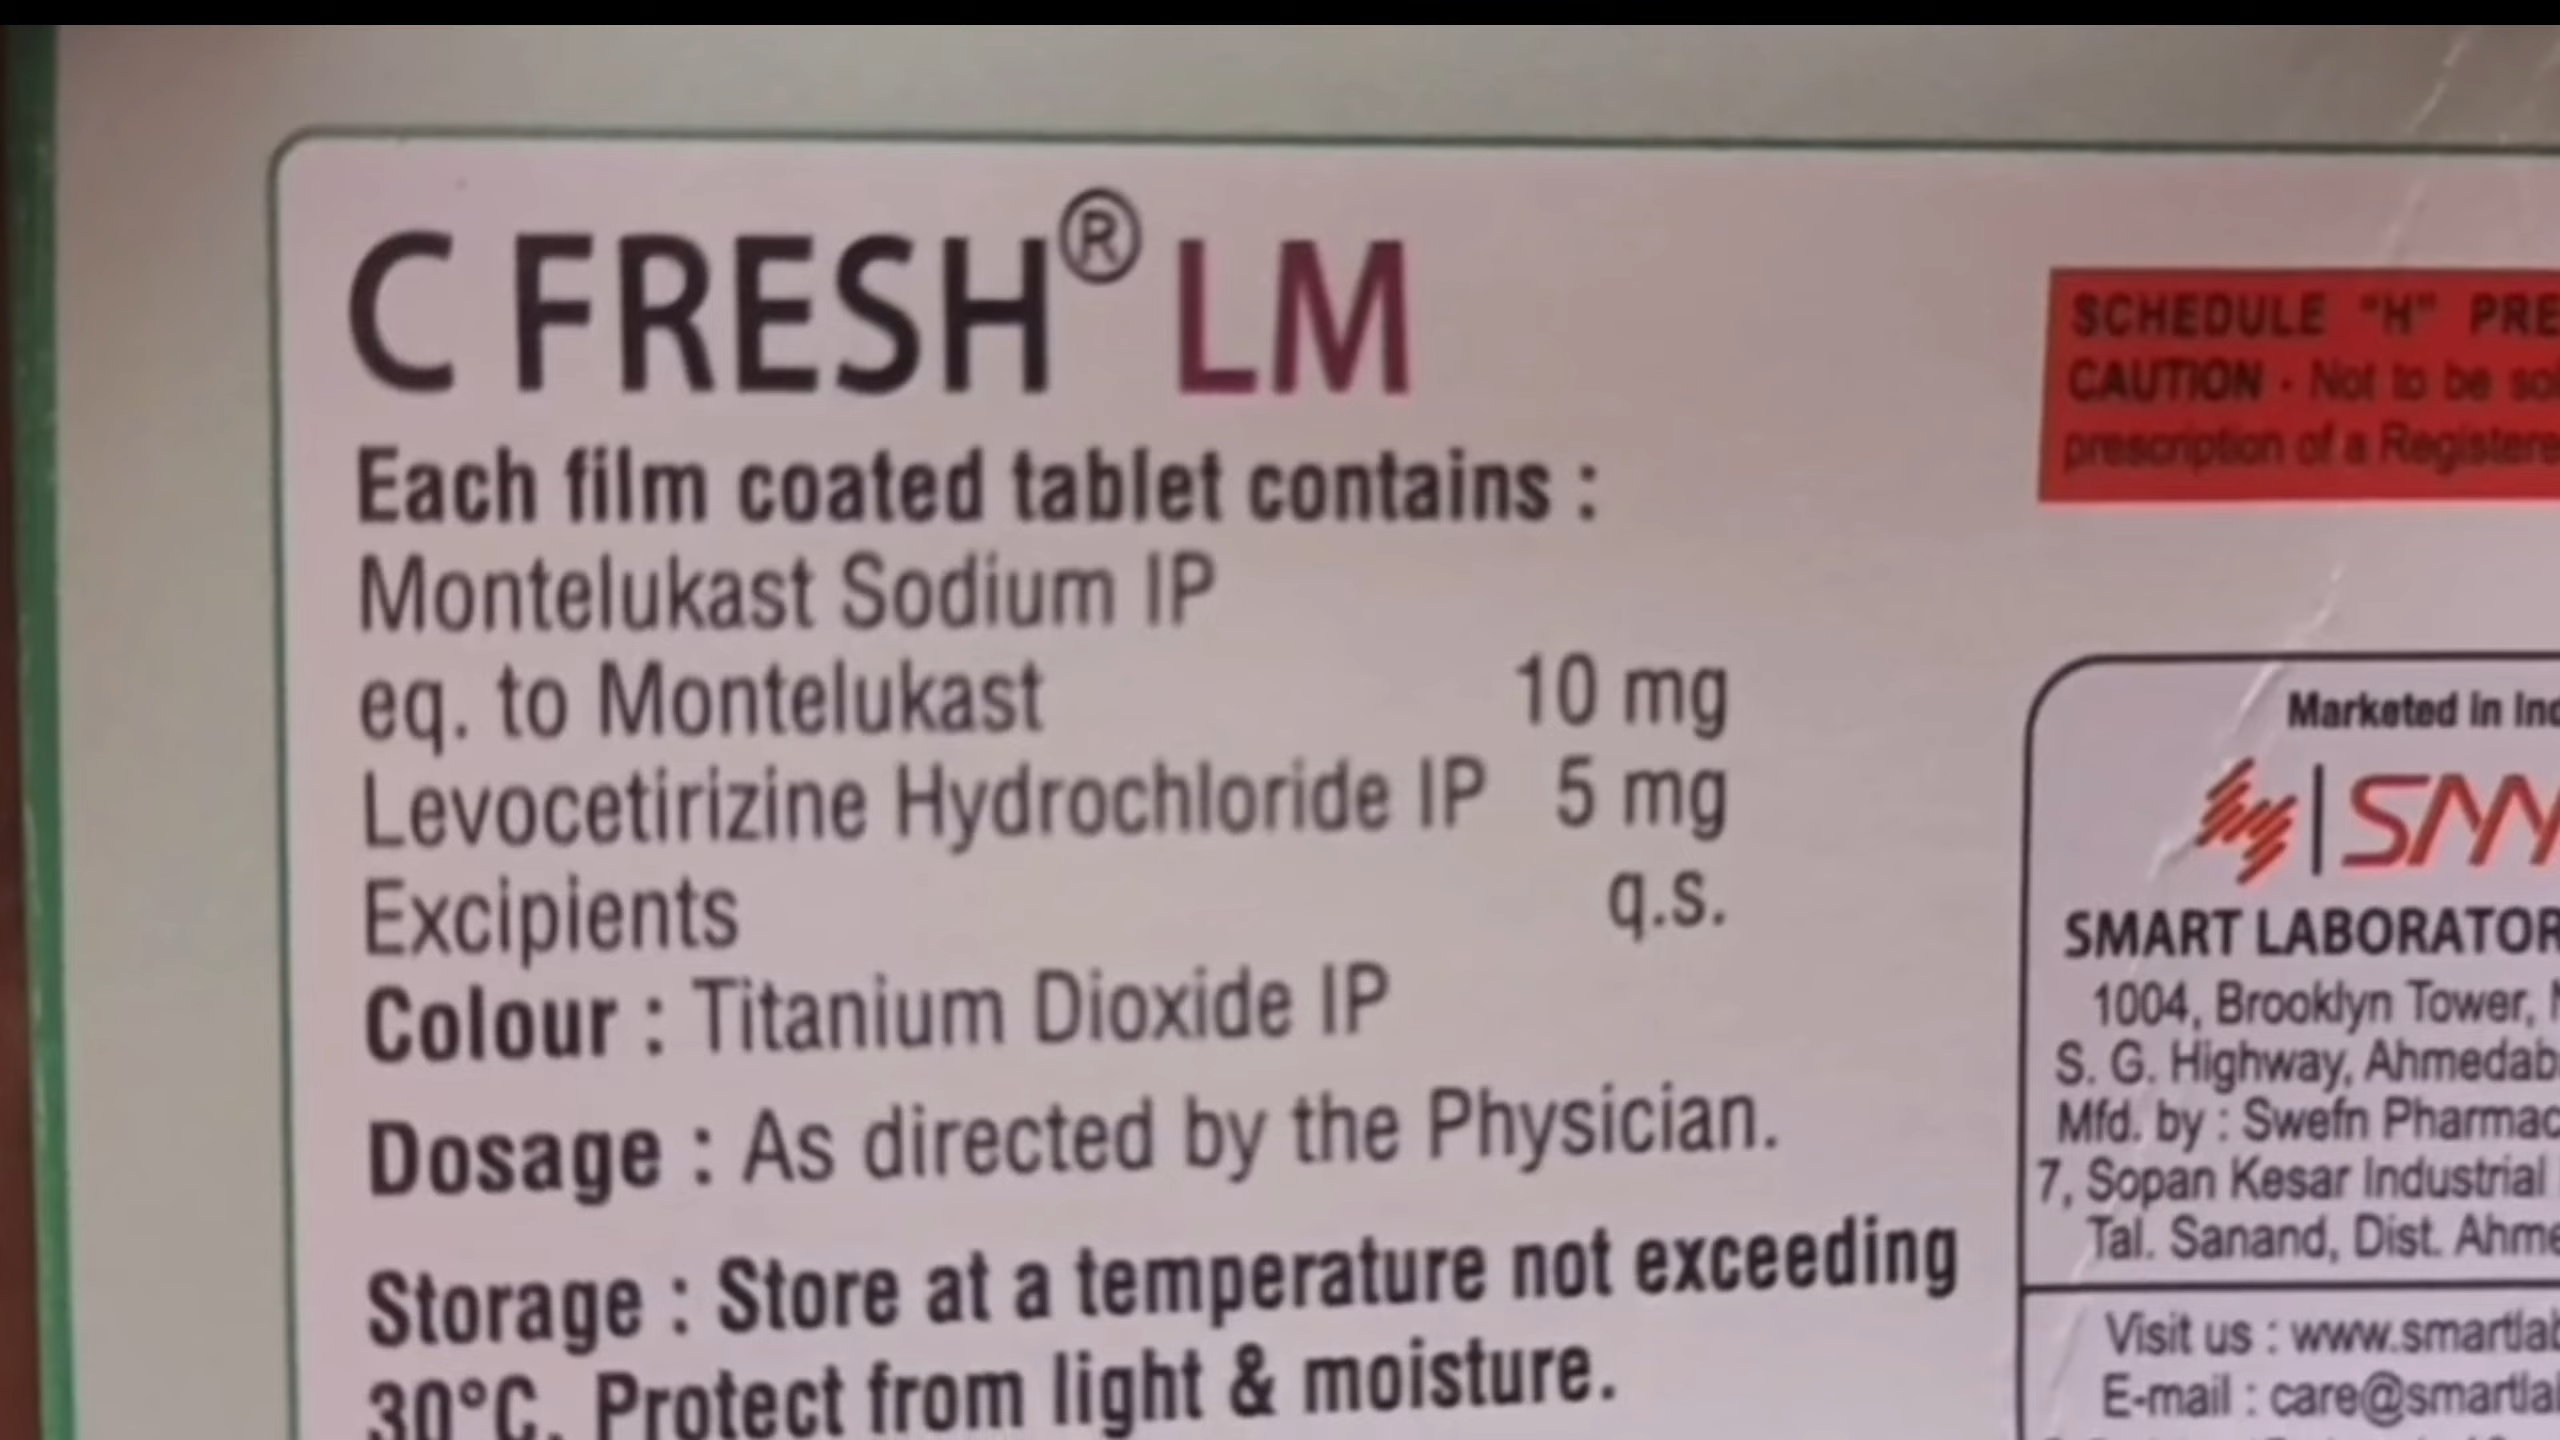 C FRESH® LM
Each film coated tablet contains :
Montelukast Sodium IP
eq. to Montelukast 10 mg
Levocetirizine Hydrochloride IP 5 mg
Excipients q.s.
Colour : Titanium Dioxide IP
Dosage : As directed by the Physician.
Storage : Store at a temperature not exceeding
30°C. Protect from light & moisture.
SCHEDULE "H"
CAUTION - Not to be
prescription of a
Marketed in
SMART
1004, Brooklyn Tower,
S. G. Highway,
Mfd. by : Swefn
7, Sopan Kesar Industrial
Tal. Sanand, Dist.
Visit us :
E-mail :